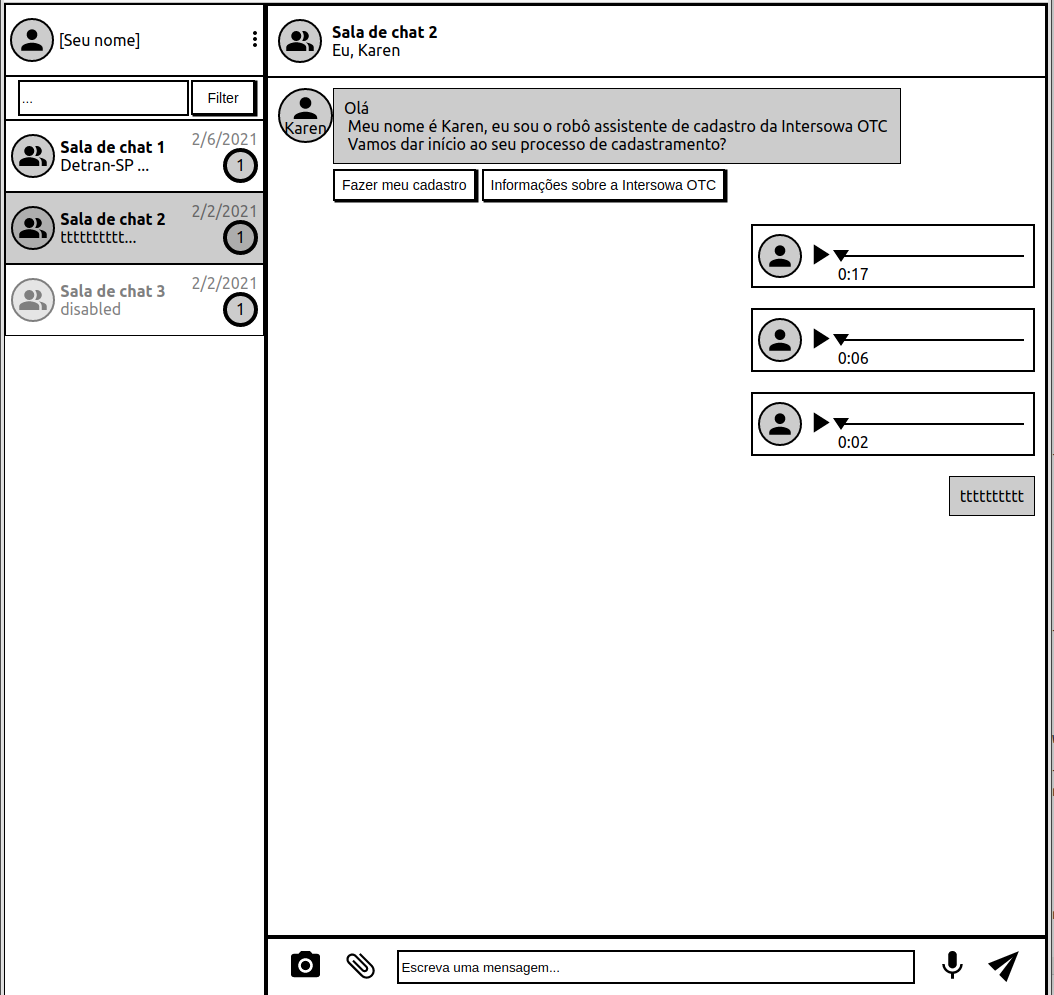 [Seu nome]
...
Filter
Sala de chat 1
Detran-SP ...
2/6/2021
1
Sala de chat 2
tttttttttt...
2/2/2021
1
Sala de chat 3
disabled
2/2/2021
1
Sala de chat 2
Eu, Karen
Karen
Olá
Meu nome é Karen, eu sou o robô assistente de cadastro da Intersowa OTC
Vamos dar início ao seu processo de cadastramento?
Fazer meu cadastro
Informações sobre a Intersowa OTC
0:17
0:06
0:02
tttttttttt
Escreva uma mensagem...